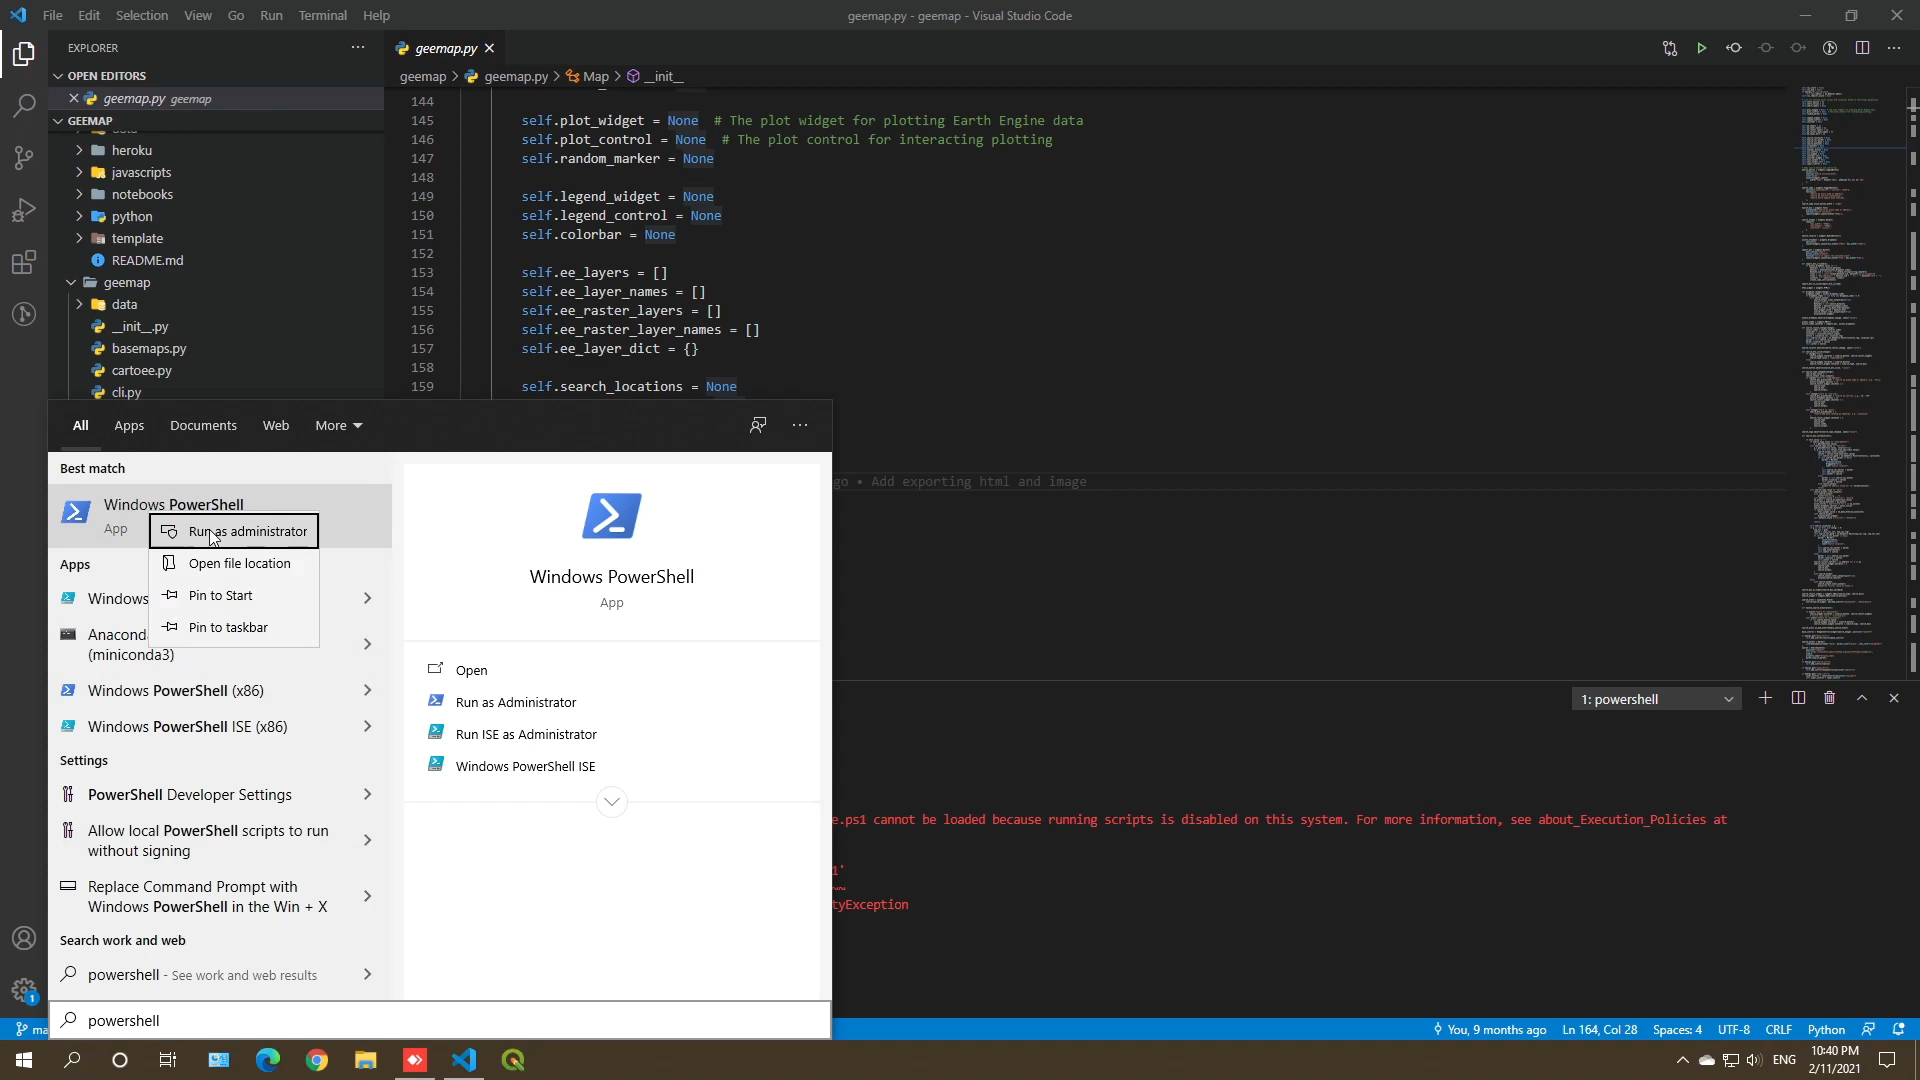 File Edit Selection View Go Run Terminal Help
geemap.py - geemap - Visual Studio Code
EXPLORER
OPEN EDITORS
geemap.py geemap
GEEMAP
heroku
javascripts
notebooks
python
template
README.md
geemap
data
__init__.py
basemaps.py
cartoee.py
cli.py
geemap.py
geemap > geemap.py > Map > __init__
144
145 self.plot_widget = None # The plot widget for plotting Earth Engine data
146 self.plot_control = None # The plot control for interacting plotting
147 self.random_marker = None
148
149 self.legend_widget = None
150 self.legend_control = None
151 self.colorbar = None
152
153 self.ee_layers = []
154 self.ee_layer_names = []
155 self.ee_raster_layers = []
156 self.ee_raster_layer_names = []
157 self.ee_layer_dict = {}
158
159 self.search_locations = None
go • Add exporting html and image
1: powershell
e.ps1 cannot be loaded because running scripts is disabled on this system. For more information, see about_Execution_Policies at
1'
~~
tyException
All Apps Documents Web More
Best match
Windows PowerShell
App
Run as administrator
Open file location
Pin to Start
Pin to taskbar
Apps
Windows
Anacond
(miniconda3)
Windows PowerShell (x86)
Windows PowerShell ISE (x86)
Settings
PowerShell Developer Settings
Allow local PowerShell scripts to run
without signing
Replace Command Prompt with
Windows PowerShell in the Win + X
Search work and web
powershell - See work and web results
powershell
Windows PowerShell
App
Open
Run as Administrator
Run ISE as Administrator
Windows PowerShell ISE
1
ma
You, 9 months ago Ln 164, Col 28 Spaces: 4 UTF-8 CRLF Python
ENG
10:40 PM
2/11/2021